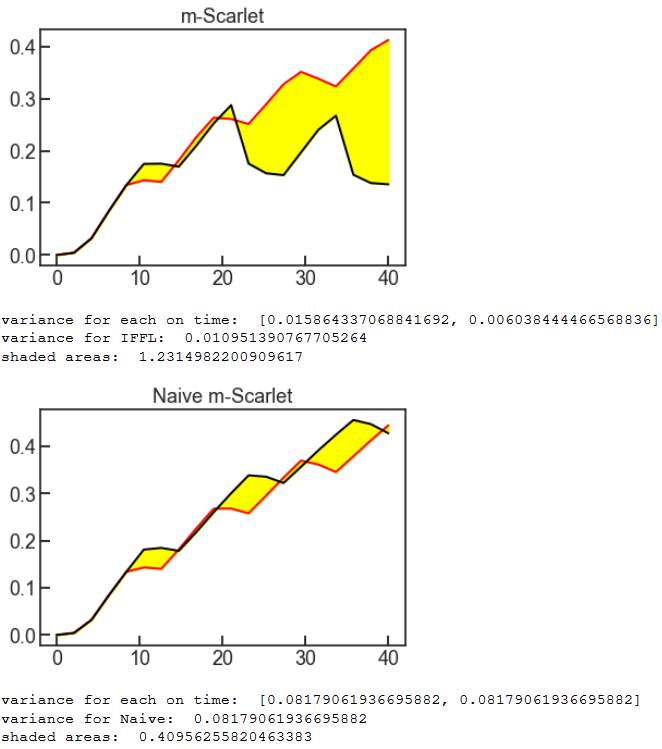 m-Scarlet
0.4
0.3
0.2
0.1
0.0
0 10 20 30 40
variance for each on time:  [0.015864337068841692, 0.006038444466568836]
variance for IFFL:  0.010951390767705264
shaded areas:  1.2314982200909617
Naive m-Scarlet
0.4
0.3
0.2
0.1
0.0
0 10 20 30 40
variance for each on time:  [0.08179061936695882, 0.08179061936695882]
variance for Naive:  0.08179061936695882
shaded areas:  0.40956255820463383